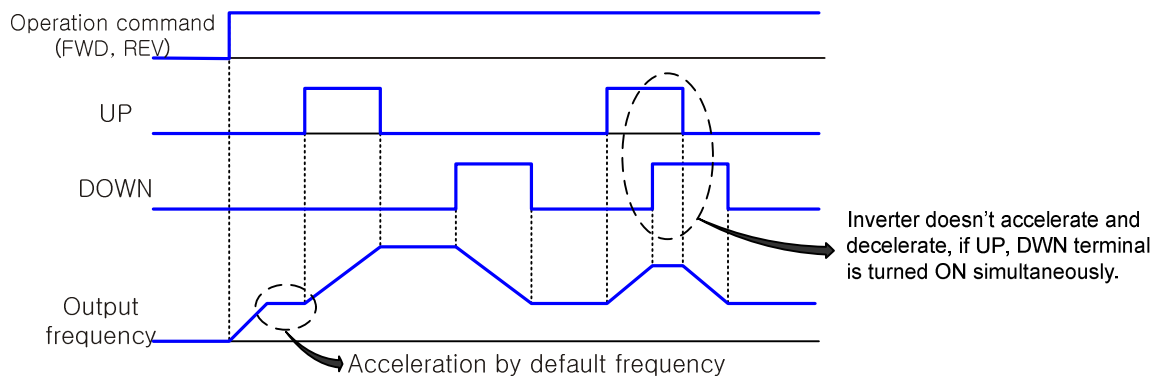 Operation command
(FWD, REV)
UP
DOWN
Inverter doesn't accelerate and
decelerate, if UP, DWN terminal
is turned ON simultaneously.
Output
frequency
Acceleration by default frequency